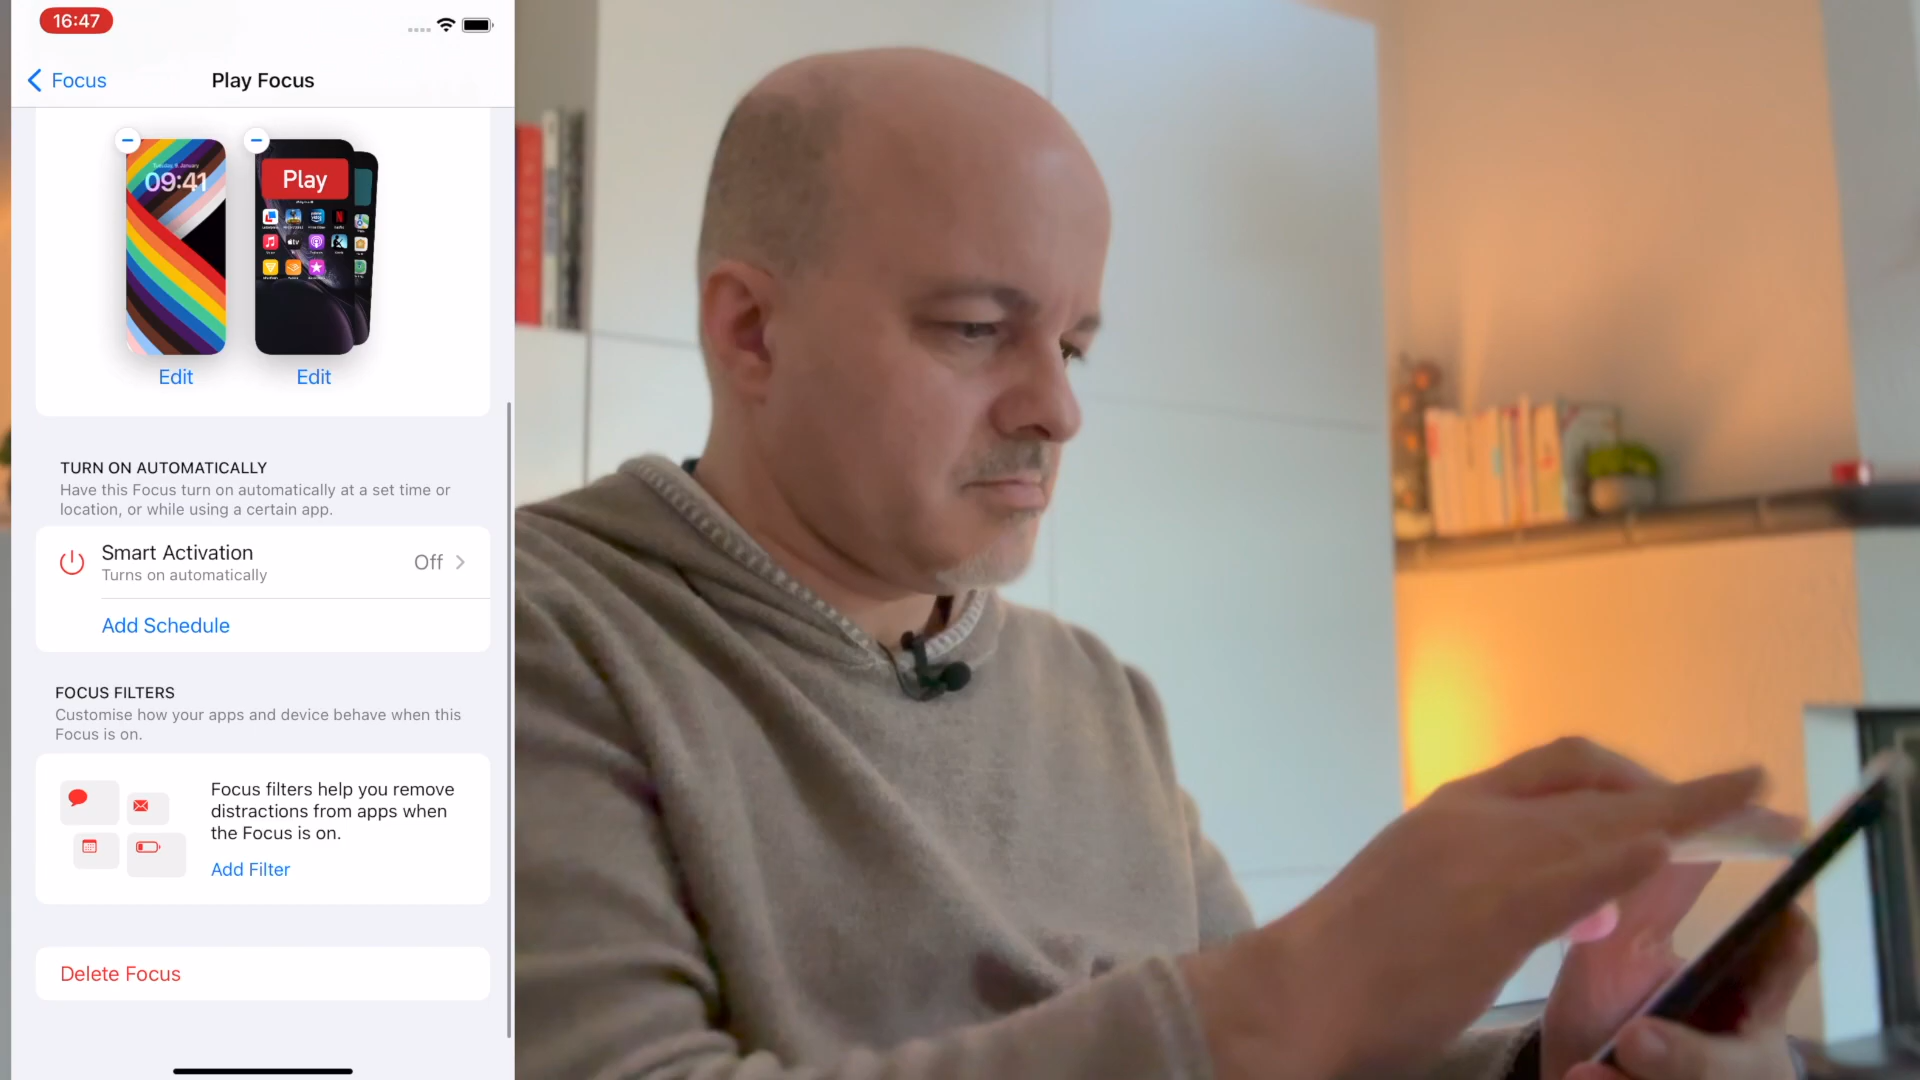 16:47
Focus
Play Focus
09:41
Play
Edit
Edit
TURN ON AUTOMATICALLY
Have this Focus turn on automatically at a set time or
location, or while using a certain app.
Smart Activation
Off
Turns on automatically
Add Schedule
FOCUS FILTERS
Customise how your apps and device behave when this
Focus is on.
Focus filters help you remove
distractions from apps when
the Focus is on.
Add Filter
Delete Focus